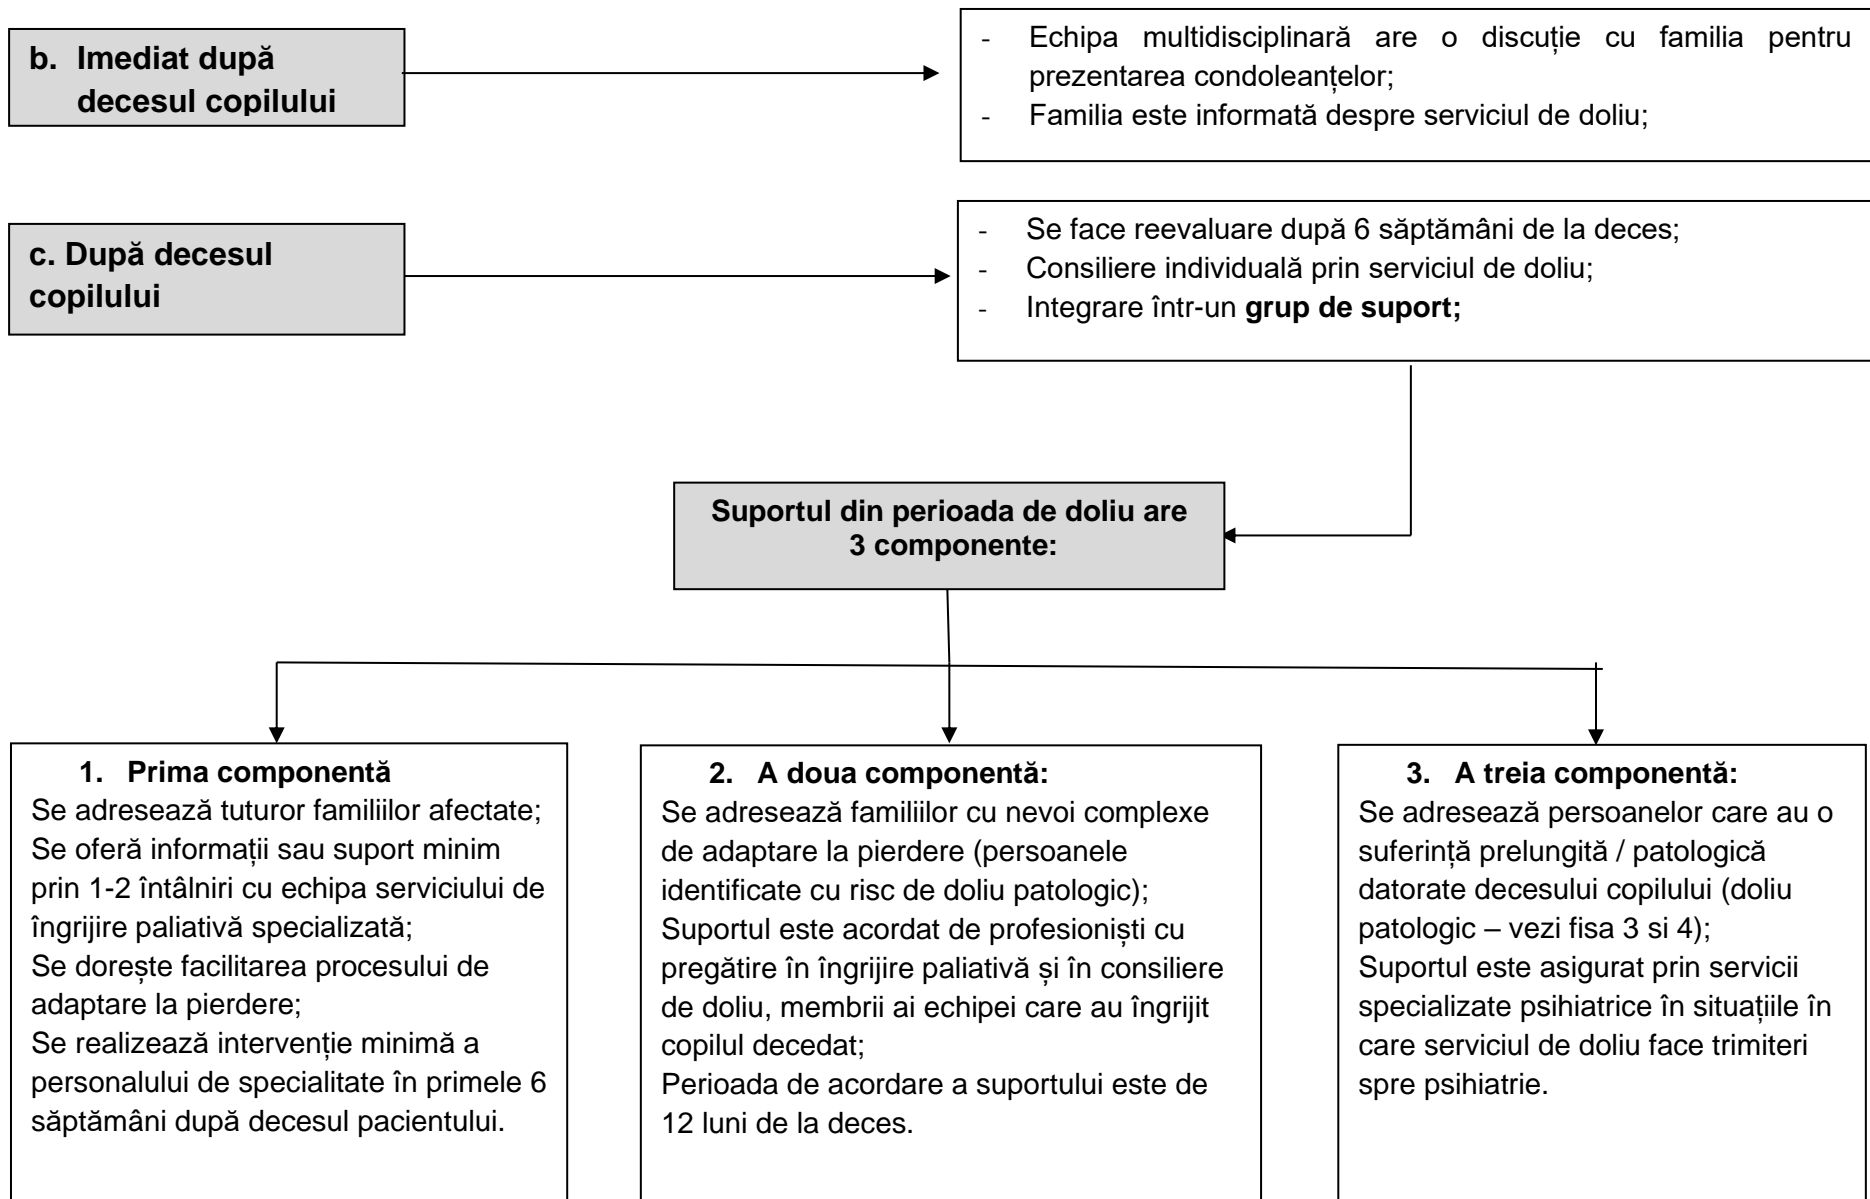 b. Imediat după
decesul copilului
- Echipa multidisciplinară are o discuție cu familia pentru
prezentarea condoleanțelor;
- Familia este informată despre serviciul de doliu;
c. După decesul
copilului
- Se face reevaluare după 6 săptămâni de la deces;
- Consiliere individuală prin serviciul de doliu;
- Integrare într-un grup de suport;
Suportul din perioada de doliu are
3 componente:
1. Prima componentă
Se adresează tuturor familiilor afectate;
Se oferă informații sau suport minim
prin 1-2 întâlniri cu echipa serviciului de
îngrijire paliativă specializată;
Se dorește facilitarea procesului de
adaptare la pierdere;
Se realizează intervenție minimă a
personalului de specialitate în primele 6
săptămâni după decesul pacientului.
2. A doua componentă:
Se adresează familiilor cu nevoi complexe
de adaptare la pierdere (persoanele
identificate cu risc de doliu patologic);
Suportul este acordat de profesioniști cu
pregătire în îngrijire paliativă și în consiliere
de doliu, membrii ai echipei care au îngrijit
copilul decedat;
Perioada de acordare a suportului este de
12 luni de la deces.
3. A treia componentă:
Se adresează persoanelor care au o
suferință prelungită / patologică
datorate decesului copilului (doliu
patologic – vezi fisa 3 si 4);
Suportul este asigurat prin servicii
specializate psihiatrice în situațiile în
care serviciul de doliu face trimiteri
spre psihiatrie.